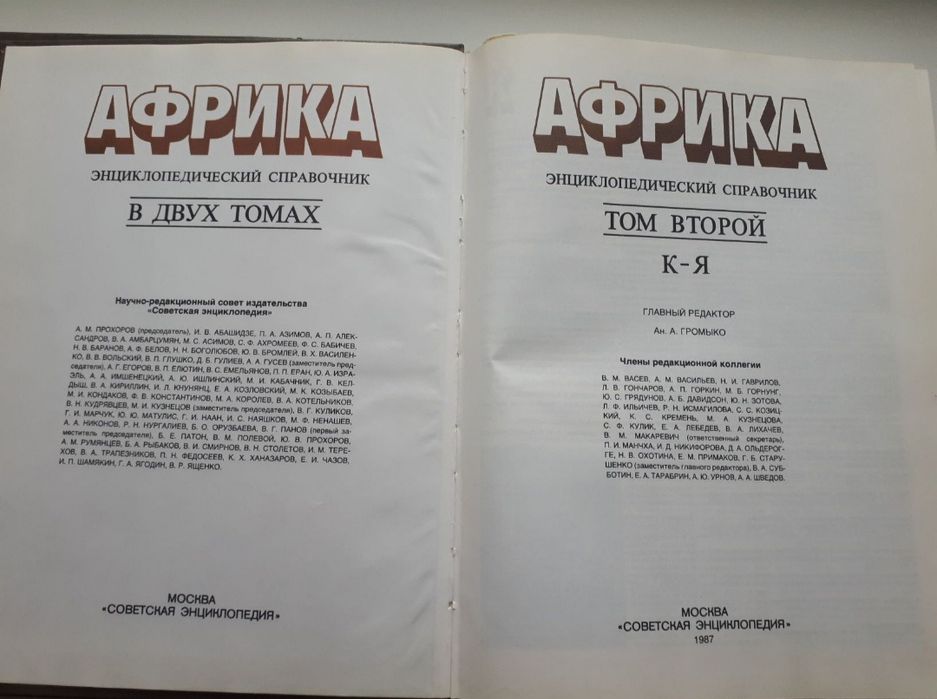 АФРИКА
ЭНЦИКЛОПЕДИЧЕСКИЙ СПРАВОЧНИК
В ДВУХ ТОМАХ
Научно-редакционный совет издательства
«Советская энциклопедия»
А. М. ПРОХОРОВ (председатель), И. В. АБАШИДЗЕ, П. А. АЗИМОВ, А. П. АЛЕК-
САНДРОВ, В. А. АМБАРЦУМЯН, М. С. АСИМОВ, С. Ф. АХРОМЕЕВ, Ф. С. БАБИЧЕВ,
Н. В. БАРАНОВ, А. Ф. БЕЛОВ, Н. Н. БОГОЛЮБОВ, Ю. В. БРОМЛЕЙ, В. Х. ВАСИЛЕН-
КО, В. В. ВОЛЬСКИЙ, В. П. ГЛУШКО, Д. Б. ГУЛИЕВ, А. А. ГУСЕВ (заместитель пред-
седателя), А. Г. ЕГОРОВ, В. П. ЕЛЮТИН, В. С. ЕМЕЛЬЯНОВ, П. П. ЕРАН, Ю. А. ИЗРА-
ЭЛЬ, А. А. ИМШЕНЕЦКИЙ, А. Ю. ИШЛИНСКИЙ, М. И. КАБАЧНИК, Г. В. КЕЛ-
ДЫШ, В. А. КИРИЛЛИН, И. Л. КНУНЯНЦ, Е. А. КОЗЛОВСКИЙ, М. К. КОЗЫБАЕВ,
М. И. КОНДАКОВ, Ф. В. КОНСТАНТИНОВ, М. А. КОРОЛЕВ, В. А. КОТЕЛЬНИКОВ,
В. Н. КУДРЯВЦЕВ, М. И. КУЗНЕЦОВ (заместитель председателя), В. Г. КУЛИКОВ,
Г. И. МАРЧУК, Ю. Ю. МАТУЛИС, Г. И. НААН, И. С. НАЯШКОВ, М. Ф. НЕНАШЕВ,
А. А. НИКОНОВ, Р. Н. НУРГАЛИЕВ, Б. О. ОРУЗБАЕВА, В. Г. ПАНОВ (первый за-
меститель председателя), Б. Е. ПАТОН, В. М. ПОЛЕВОЙ, Ю. В. ПРОХОРОВ,
А. М. РУМЯНЦЕВ, Б. А. РЫБАКОВ, В. И. СМИРНОВ, В. Н. СТОЛЕТОВ, И. М. ТЕРЕ-
ХОВ, В. А. ТРАПЕЗНИКОВ, П. Н. ФЕДОСЕЕВ, К. Х. ХАНАЗАРОВ, Е. И. ЧАЗОВ,
И. П. ШАМЯКИН, Г. А. ЯГОДИН, В. Р. ЯЩЕНКО.
МОСКВА
«СОВЕТСКАЯ ЭНЦИКЛОПЕДИЯ»
АФРИКА
ЭНЦИКЛОПЕДИЧЕСКИЙ СПРАВОЧНИК
ТОМ ВТОРОЙ
К-Я
ГЛАВНЫЙ РЕДАКТОР
Ан. А. ГРОМЫКО
Члены редакционной коллегии
В. М. ВАСЕВ, А. М. ВАСИЛЬЕВ, Н. И. ГАВРИЛОВ,
Л. В. ГОНЧАРОВ, А. П. ГОРКИН, М. Б. ГОРНУНГ,
Ю. С. ГРЯДУНОВ, А. Б. ДАВИДСОН, Ю. Н. ЗОТОВА,
Л. Ф. ИЛЬИЧЕВ, Р. Н. ИСМАГИЛОВА, С. С. КОЗИЦ-
КИЙ, К. С. КРЕМЕНЬ, М. А. КУЗНЕЦОВА,
С. Ф. КУЛИК, Е. А. ЛЕБЕДЕВ, В. А. ЛИХАЧЕВ,
В. М. МАКАРЕВИЧ (ответственный секретарь),
П. И. МАНЧХА, И. Д. НИКИФОРОВА, Д. А. ОЛЬДЕРОГ-
ГЕ, Н. В. ОХОТИНА, Е. М. ПРИМАКОВ, Г. Б. СТАРУ-
ШЕНКО (заместитель главного редактора), В. А. СУБ-
БОТИН, Е. А. ТАРАБРИН, А. Ю. УРНОВ, А. А. ШВЕДОВ.
МОСКВА
«СОВЕТСКАЯ ЭНЦИКЛОПЕДИЯ»
1987